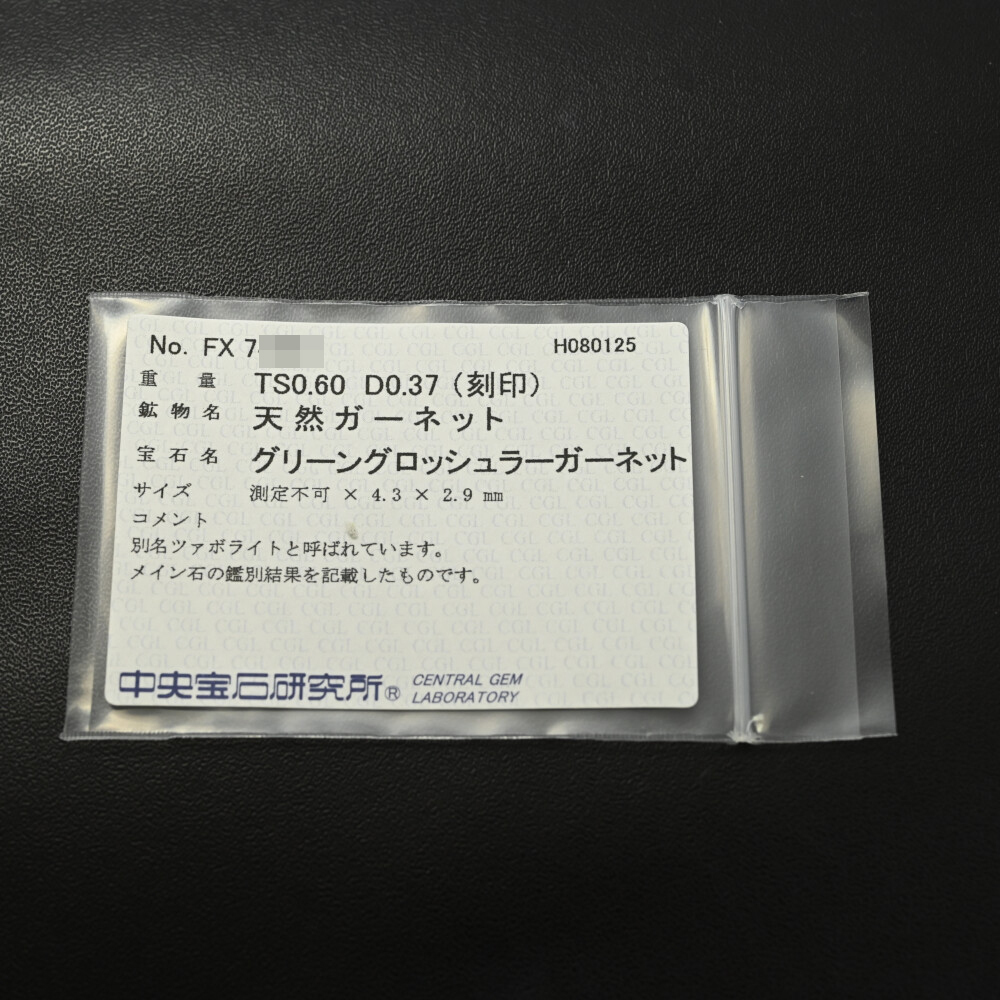 No. FX 7 H080125
重量 TS0.60 D0.37（刻印）
鉱物名 天然ガーネット
宝石名 グリーングロッシュラーガーネット
サイズ 測定不可 × 4.3 × 2.9 mm
コメント
別名ツァボライトと呼ばれています。
メイン石の鑑別結果を記載したものです。
中央宝石研究所® CENTRAL GEM
LABORATORY